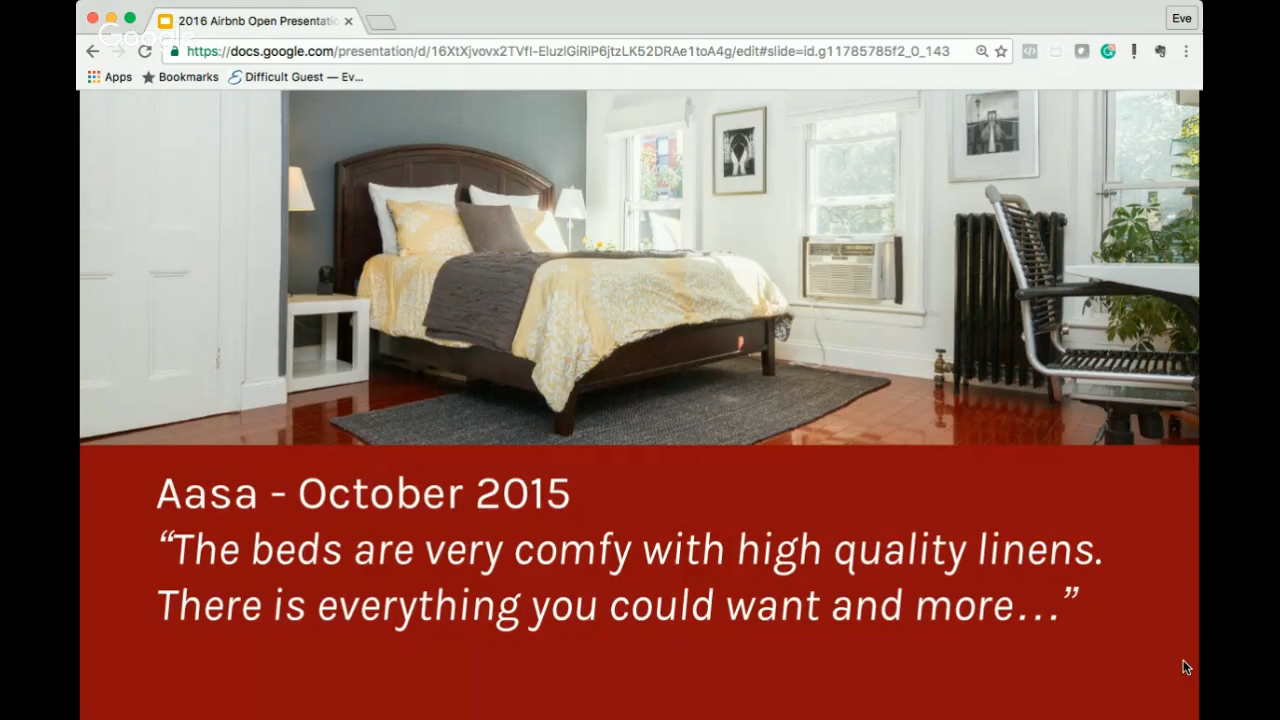 2016 Airbnb Open Presentatio
Eve
Google
https://docs.google.com/presentation/d/16XtXjvovx2TVfI-EluzlGiRiP6jtzLK52DRAe1toA4g/edit#slide=id.g11785785f2_0_143
Apps Bookmarks Difficult Guest — Ev...
Aasa - October 2015
“The beds are very comfy with high quality linens.
There is everything you could want and more...”